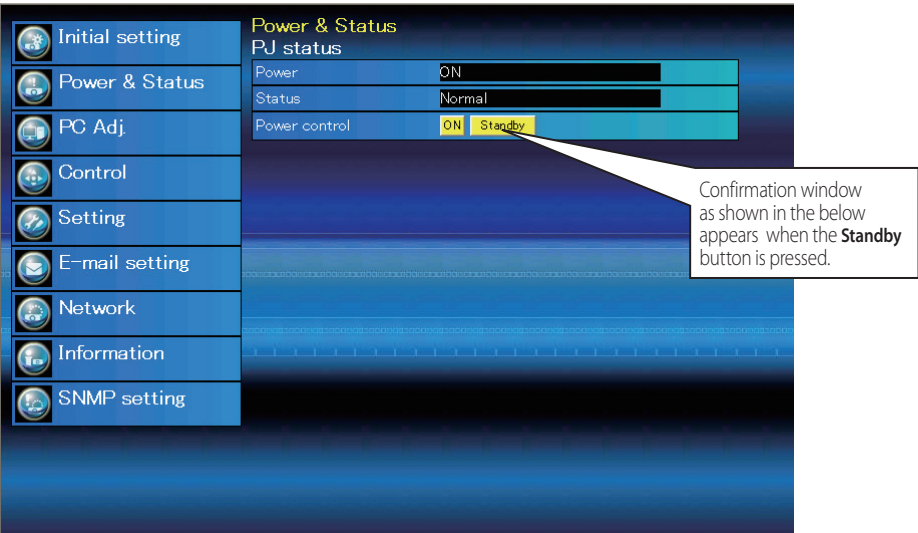 Initial setting
Power & Status
PC Adj.
Control
Setting
E-mail setting
Network
Information
SNMP setting
Power & Status
PJ status
Power ON
Status Normal
Power control ON Standby
Confirmation window
as shown in the below
appears when the Standby
button is pressed.